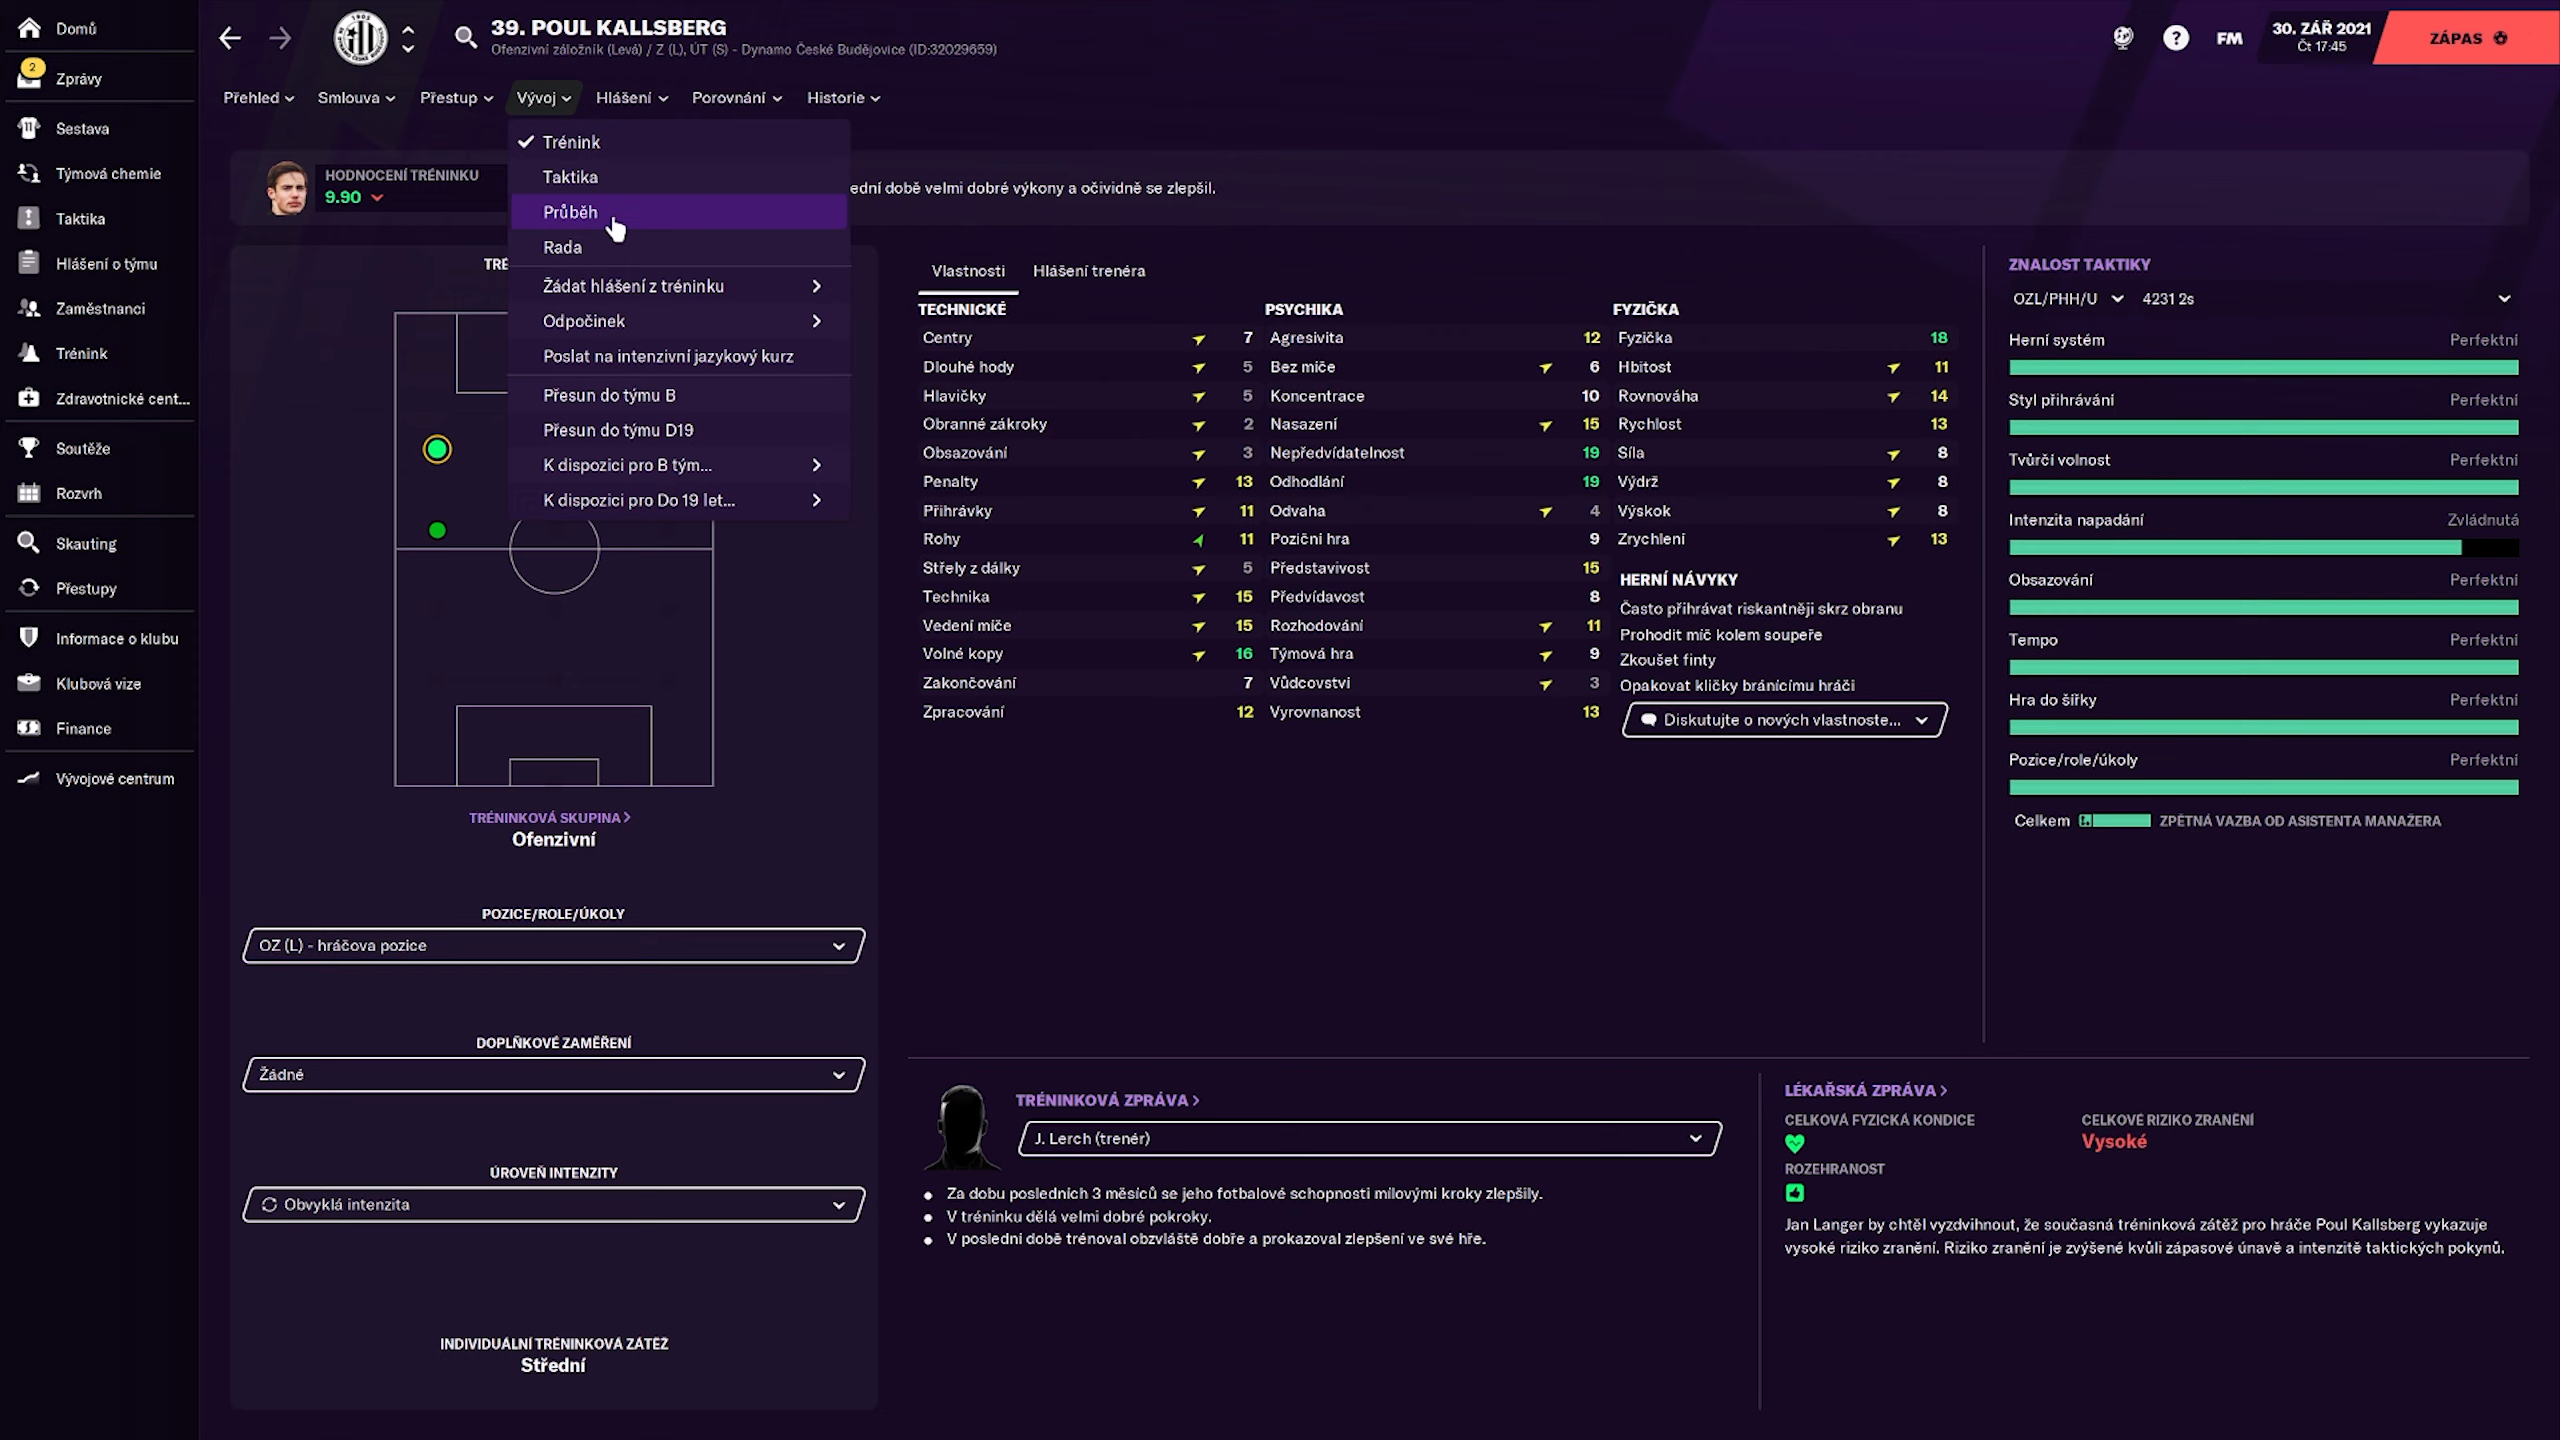 Domů
2
Zprávy
Sestava
Týmová chemie
Taktika
Hlášení o týmu
Zaměstnanci
Trénink
Zdravotnické cent...
Soutěže
Rozvrh
Skauting
Přestupy
Informace o klubu
Klubová vize
Finance
Vývojové centrum
39. POUL KALLSBERG
Ofenzivní záložník (Levá) / Z (L), ÚT (S) - Dynamo České Budějovice (ID:32029659)
FM
30. ZÁŘ 2021
Čt 17:45
ZÁPAS
Přehled
Smlouva
Přestup
Vývoj
Hlášení
Porovnání
Historie
Trénink
Taktika
Průběh
Rada
Žádat hlášení z tréninku
Odpočinek
Poslat na intenzivní jazykový kurz
Přesun do týmu B
Přesun do týmu D19
K dispozici pro B tým...
K dispozici pro Do 19 let...
HODNOCENÍ TRÉNINKU
9.90
ední době velmi dobré výkony a očividně se zlepšil.
TRÉ
TRÉNINKOVÁ SKUPINA
Ofenzivní
POZICE/ROLE/ÚKOLY
OZ (L) - hráčova pozice
DOPLŇKOVÉ ZAMĚŘENÍ
Žádné
ÚROVEŇ INTENZITY
Obvyklá intenzita
INDIVIDUÁLNÍ TRÉNINKOVÁ ZÁTĚŽ
Střední
Vlastnosti
Hlášení trenéra
TECHNICKÉ
Centry 7
Dlouhé hody 5
Hlavičky 5
Obranné zákroky 2
Obsazování 3
Penalty 13
Přihrávky 11
Rohy 11
Střely z dálky 5
Technika 15
Vedení míče 15
Volné kopy 16
Zakončování 7
Zpracování 12
PSYCHIKA
Agresivita 12
Bez míče 6
Koncentrace 10
Nasazení 15
Nepředvídatelnost 19
Odhodlání 19
Odvaha 4
Poziční hra 9
Představivost 15
Předvídavost 8
Rozhodování 11
Týmová hra 9
Vůdcovství 3
Vyrovnanost 13
FYZIČKA
Fyzička 18
Hbitost 11
Rovnováha 14
Rychlost 13
Síla 8
Výdrž 8
Výskok 8
Zrychlení 13
HERNÍ NÁVYKY
Často přihrávat riskantněji skrz obranu
Prohodit míč kolem soupeře
Zkoušet finty
Opakovat kličky bránícímu hráči
Diskutujte o nových vlastnoste...
ZNALOST TAKTIKY
OZL/PHH/U
4231 2s
Herní systém Perfektní
Styl přihrávání Perfektní
Tvůrčí volnost Perfektní
Intenzita napadání Zvládnutá
Obsazování Perfektní
Tempo Perfektní
Hra do šířky Perfektní
Pozice/role/úkoly Perfektní
Celkem
ZPĚTNÁ VAZBA OD ASISTENTA MANAŽERA
TRÉNINKOVÁ ZPRÁVA
J. Lerch (trenér)
Za dobu posledních 3 měsíců se jeho fotbalové schopnosti mílovými kroky zlepšily.
V tréninku dělá velmi dobré pokroky.
V poslední době trénoval obzvláště dobře a prokazoval zlepšení ve své hře.
LÉKAŘSKÁ ZPRÁVA
CELKOVÁ FYZICKÁ KONDICE
ROZEHRANOST
CELKOVÉ RIZIKO ZRANĚNÍ
Vysoké
Jan Langer by chtěl vyzdvihnout, že současná tréninková zátěž pro hráče Poul Kallsberg vykazuje
vysoké riziko zranění. Riziko zranění je zvýšené kvůli zápasové únavě a intenzitě taktických pokynů.